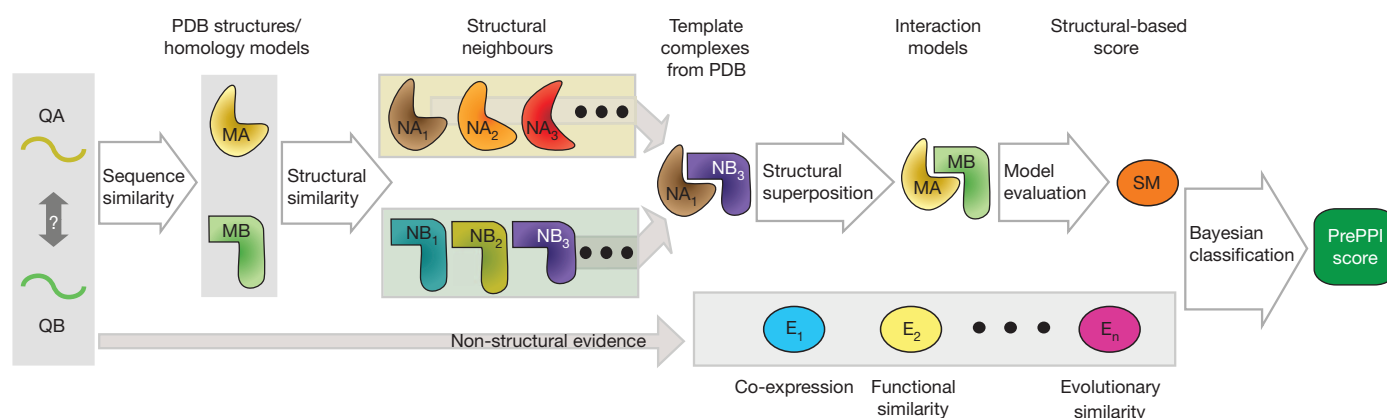 PDB structures/
homology models
Structural
neighbours
Template
complexes
from PDB
Interaction
models
Structural-based
score
QA
?
QB
Sequence
similarity
MA
MB
Structural
similarity
NA1
NA2
NA3
NB1
NB2
NB3
NA1
NB3
Structural
superposition
MA
MB
Model
evaluation
SM
Bayesian
classification
PrePPI
score
Non-structural evidence
E1
E2
En
Co-expression
Functional
similarity
Evolutionary
similarity